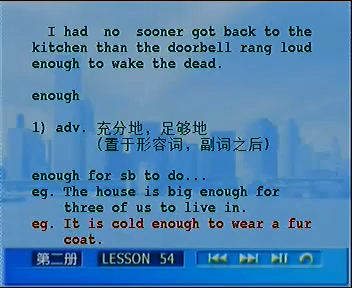 I had no sooner got back to the
kitchen than the doorbell rang loud
enough to wake the dead.
enough
1) adv. 充分地，足够地
(置于形容词，副词之后)
enough for sb to do...
eg. The house is big enough for
three of us to live in.
eg. It is cold enough to wear a fur
coat.
第二册 LESSON 54